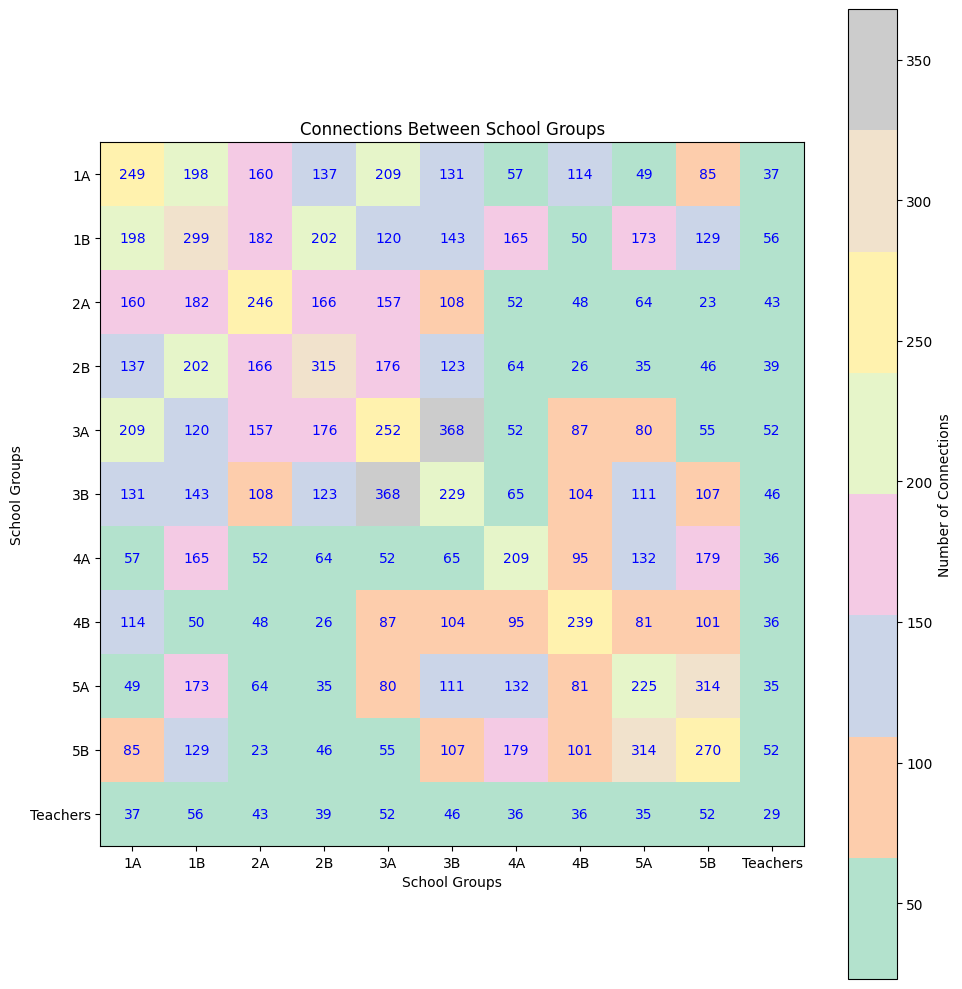 Connections Between School Groups
1A 249 198 160 137 209 131 57 114 49 85 37
1B 198 299 182 202 120 143 165 50 173 129 56
2A 160 182 246 166 157 108 52 48 64 23 43
2B 137 202 166 315 176 123 64 26 35 46 39
3A 209 120 157 176 252 368 52 87 80 55 52
3B 131 143 108 123 368 229 65 104 111 107 46
4A 57 165 52 64 52 65 209 95 132 179 36
4B 114 50 48 26 87 104 95 239 81 101 36
5A 49 173 64 35 80 111 132 81 225 314 35
5B 85 129 23 46 55 107 179 101 314 270 52
Teachers 37 56 43 39 52 46 36 36 35 52 29
1A 1B 2A 2B 3A 3B 4A 4B 5A 5B Teachers
School Groups
School Groups
350
300
250
200
150
100
50
Number of Connections